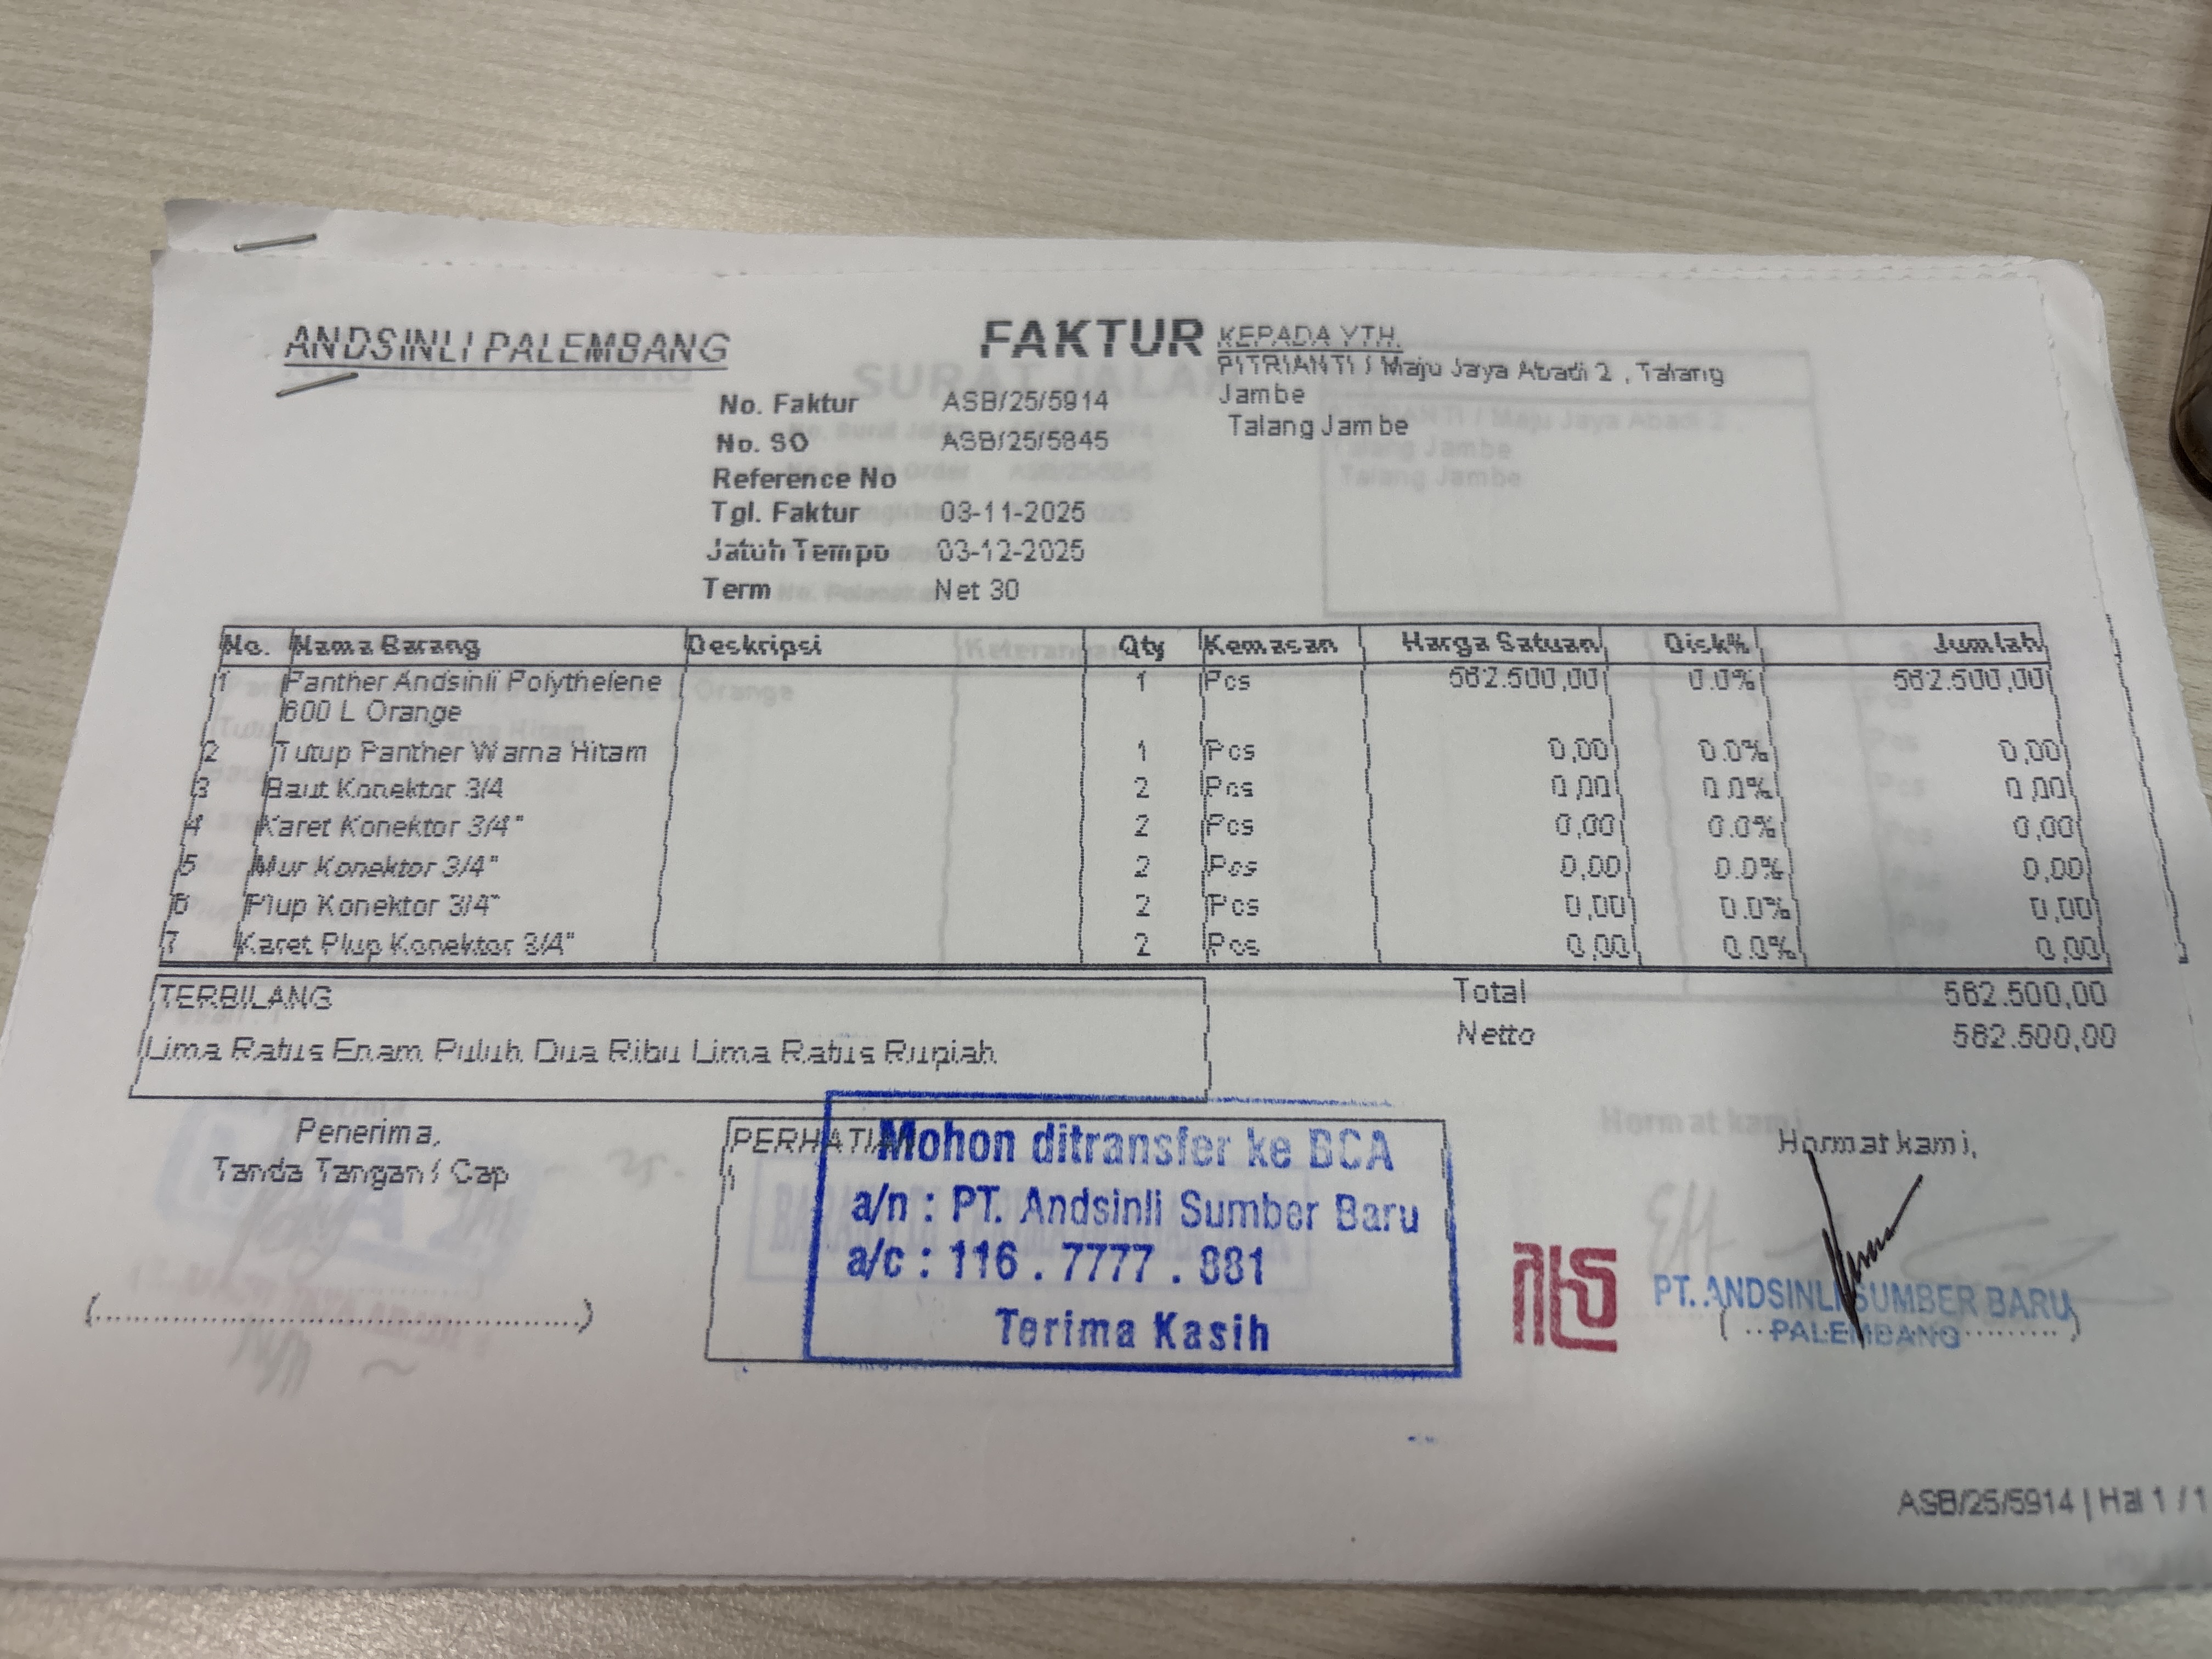 ANDSINLI PALEMBANG
FAKTUR
KEPADA YTH.
PITRIANTI / Maju Jaya Abadi 2 , Talang
Jambe
Talang Jambe
No. Faktur ASB/25/5914
No. SO ASB/25/5845
Reference No
Tgl. Faktur 03-11-2025
Jatuh Tempo 03-12-2025
Term Net 30
No. Nama Barang Deskripsi Qty Kemasan Harga Satuan Disk% Jumlah
1 Panther Andsinli Polythelene 1 Pcs 562.500,00 0.0% 562.500,00
600 L Orange
2 Tutup Panther Warna Hitam 1 Pcs 0,00 0.0% 0,00
3 Baut Konektor 3/4 2 Pcs 0,00 0.0% 0,00
4 Karet Konektor 3/4" 2 Pcs 0,00 0.0% 0,00
5 Mur Konektor 3/4" 2 Pcs 0,00 0.0% 0,00
6 Plup Konektor 3/4" 2 Pcs 0,00 0.0% 0,00
7 Karet Plup Konektor 3/4" 2 Pcs 0,00 0.0% 0,00
TERBILANG
Lima Ratus Enam Puluh Dua Ribu Lima Ratus Rupiah
Total 562.500,00
Netto 562.500,00
Penerima,
Tanda Tangan / Cap
(..............................................)
PERHATIAN
Mohon ditransfer ke BCA
a/n : PT. Andsinli Sumber Baru
a/c : 116 . 7777 . 881
Terima Kasih
Hormat kami,
PT. ANDSINLI SUMBER BARU
PALEMBANG
ASB/25/5914 | Hal 1 / 1